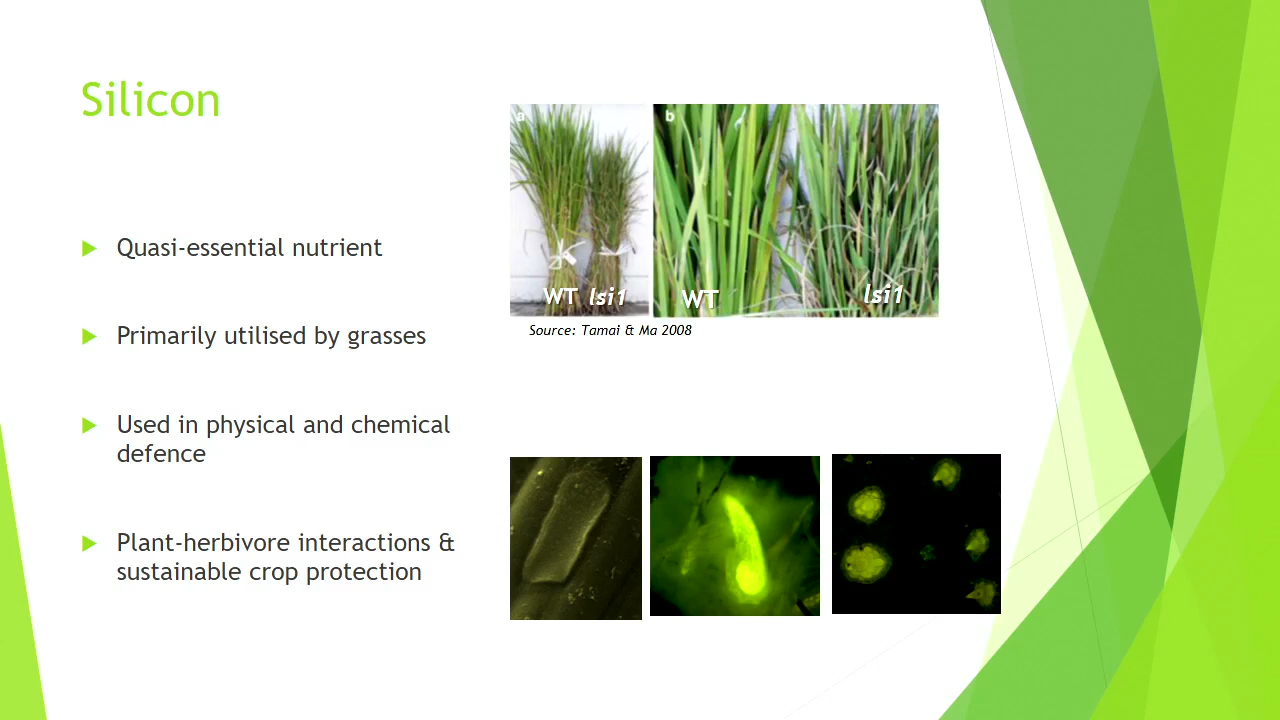 Silicon
Quasi-essential nutrient
Primarily utilised by grasses
Used in physical and chemical
defence
Plant-herbivore interactions &
sustainable crop protection
a
b
WT lsi1
WT
lsi1
Source: Tamai & Ma 2008